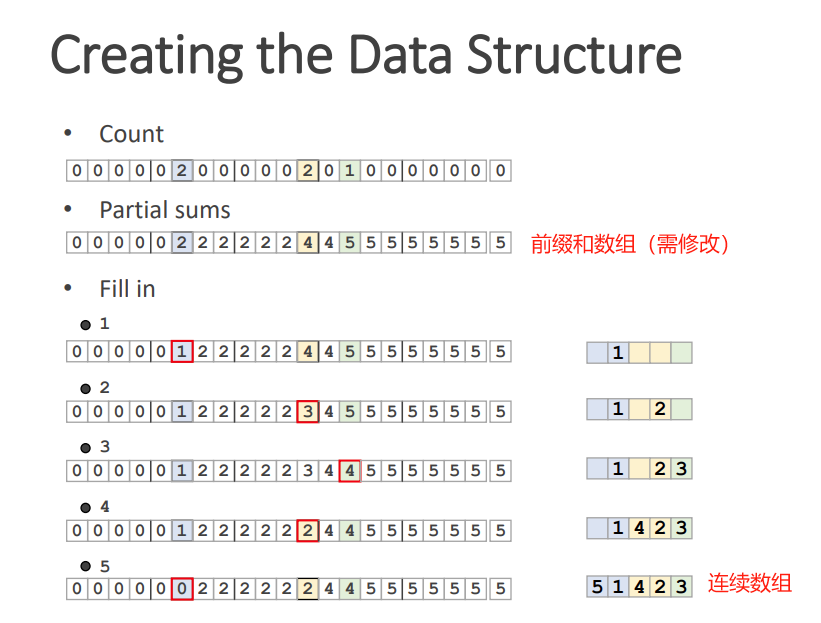 Creating the Data Structure
• Count
0 0 0 0 0 2 0 0 0 0 0 2 0 1 0 0 0 0 0 0 0
• Partial sums
0 0 0 0 0 2 2 2 2 2 2 4 4 5 5 5 5 5 5 5 5 前缀和数组（需修改）
• Fill in
● 1
0 0 0 0 0 1 2 2 2 2 2 4 4 5 5 5 5 5 5 5 5 1
● 2
0 0 0 0 0 1 2 2 2 2 2 3 4 5 5 5 5 5 5 5 5 1 2
● 3
0 0 0 0 0 1 2 2 2 2 2 3 4 4 5 5 5 5 5 5 5 1 2 3
● 4
0 0 0 0 0 1 2 2 2 2 2 2 4 4 5 5 5 5 5 5 5 1 4 2 3
● 5
0 0 0 0 0 0 2 2 2 2 2 2 4 4 5 5 5 5 5 5 5 5 1 4 2 3 连续数组